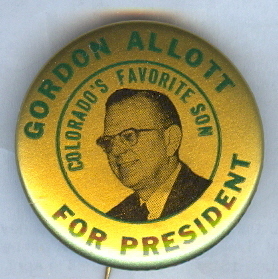 GORDON ALLOTT
COLORADO'S FAVORITE SON
FOR PRESIDENT